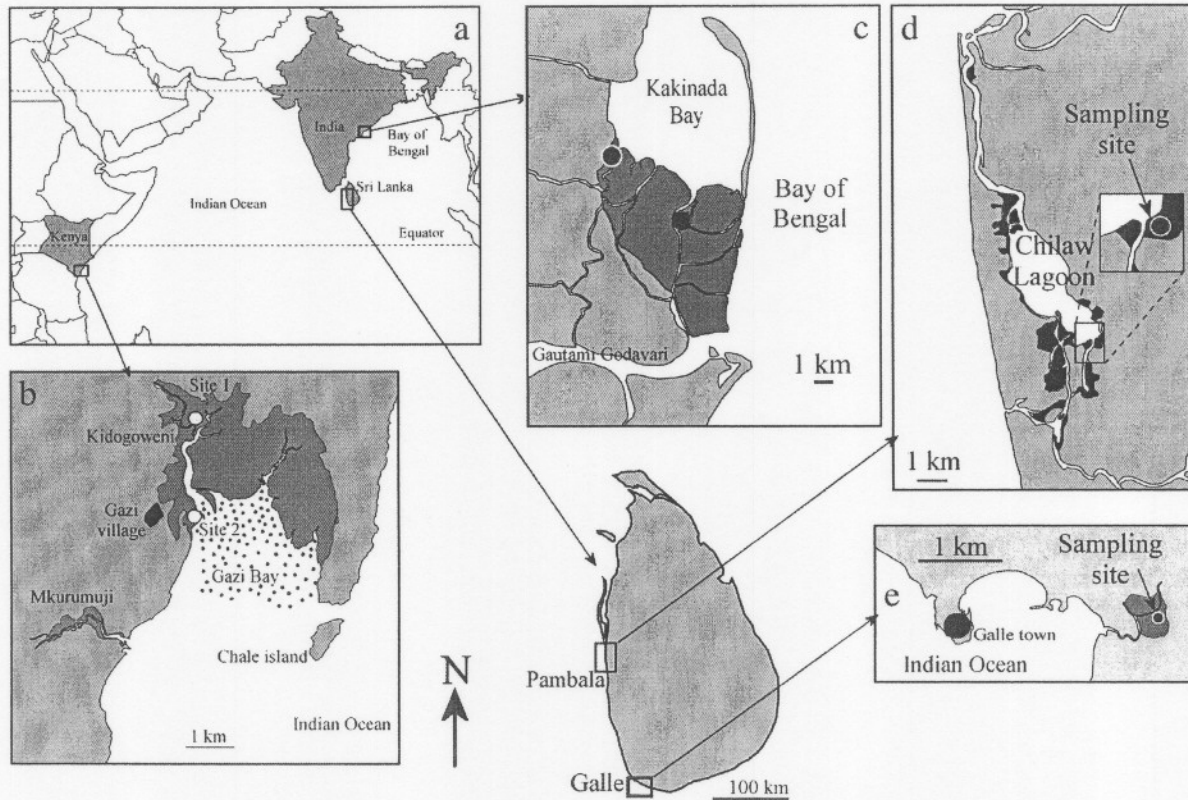 a
India
Bay of
Bengal
Sri Lanka
Indian Ocean
Equator
Kenya
b
Site 1
Kidogoweni
Gazi
village
Site 2
Gazi Bay
Mkurumuji
Chale island
Indian Ocean
1 km
c
Kakinada
Bay
Bay of
Bengal
Gautami Godavari
1 km
d
Sampling
site
Chilaw
Lagoon
1 km
N
Pambala
Galle
100 km
e
1 km
Sampling
site
Galle town
Indian Ocean